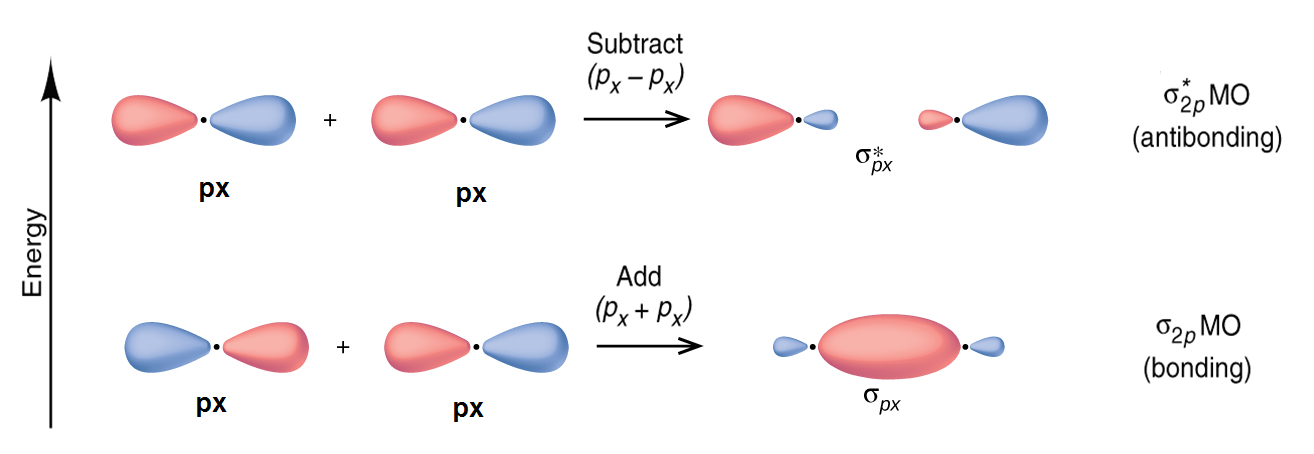 Energy
+
px
px
Subtract
(pₓ – pₓ)
σ*ₚₓ
σ*₂ₚ MO
(antibonding)
+
px
px
Add
(pₓ + pₓ)
σₚₓ
σ₂ₚ MO
(bonding)